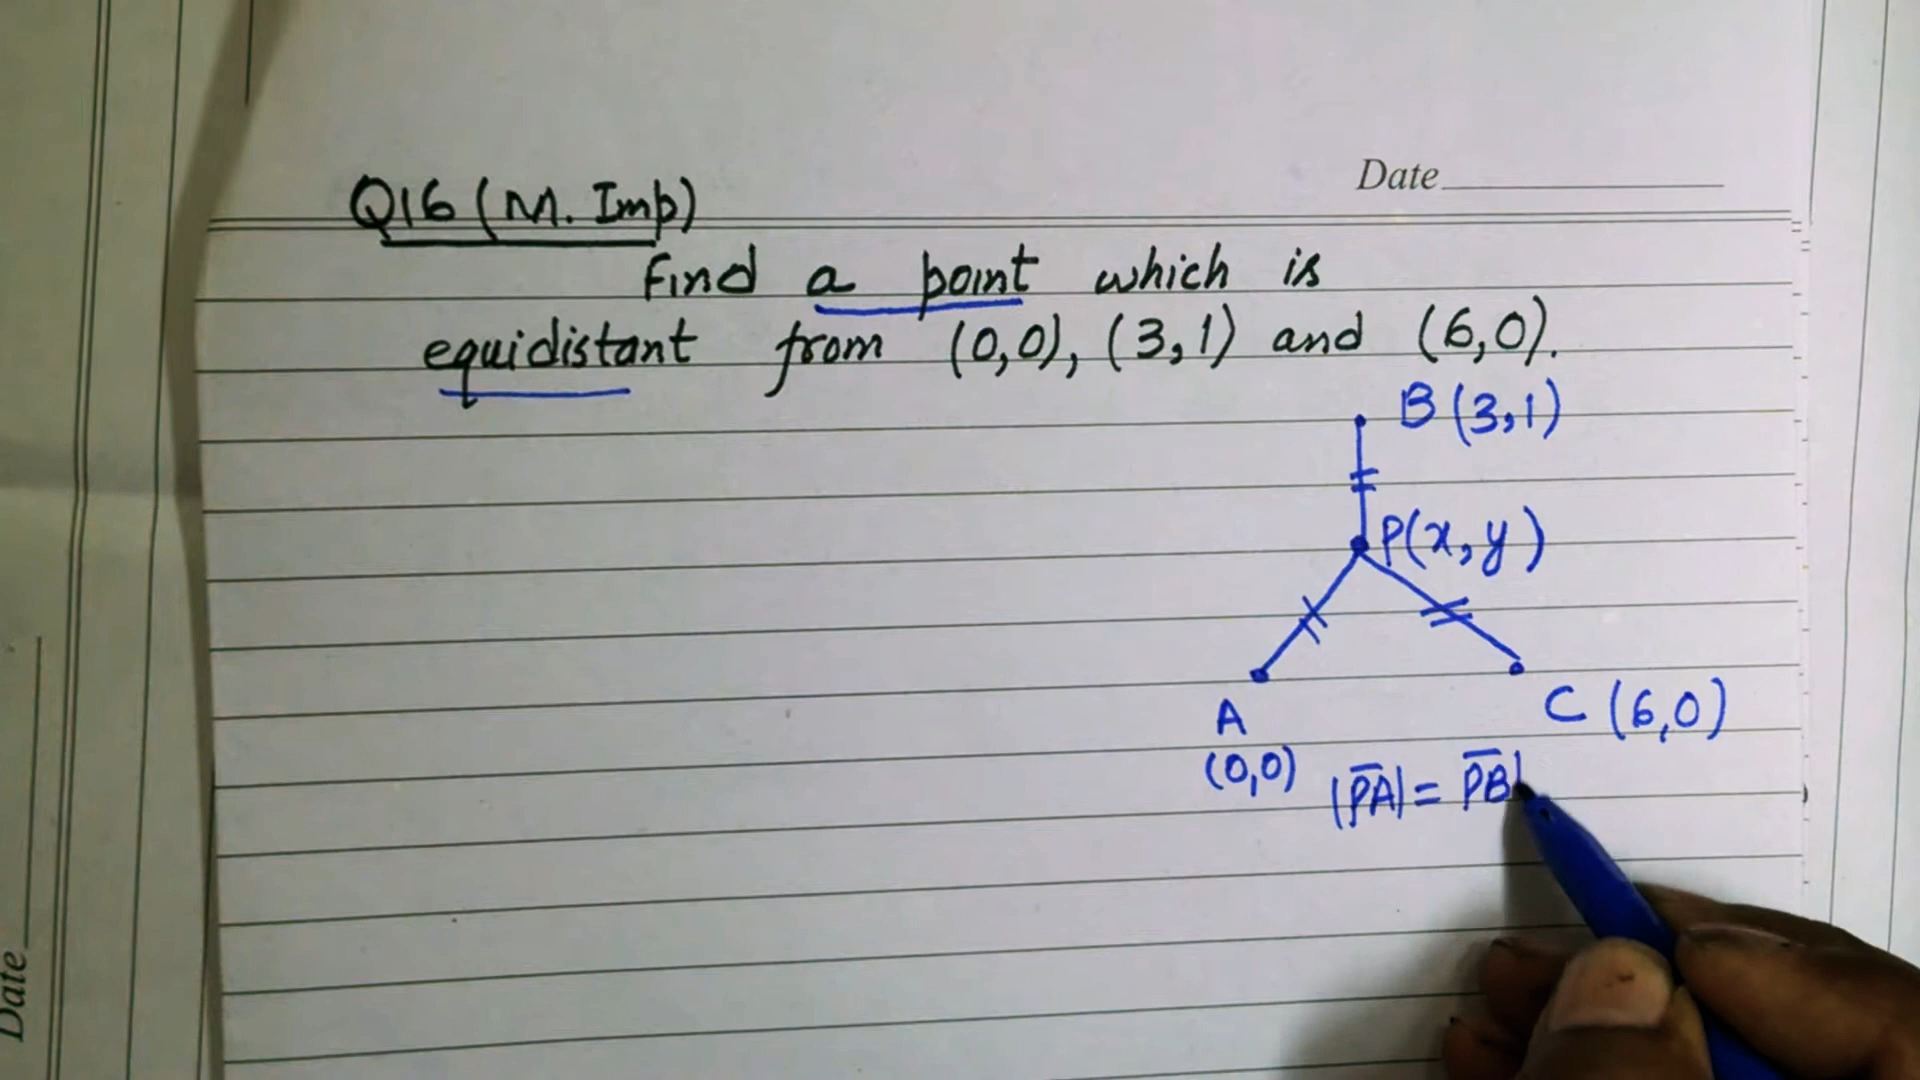 Date
Q16 (M. Imp)
Find a point which is
equidistant from (0,0), (3,1) and (6,0).
B (3,1)
P(x,y)
A
C (6,0)
(0,0)
|PA| = PB|
Date